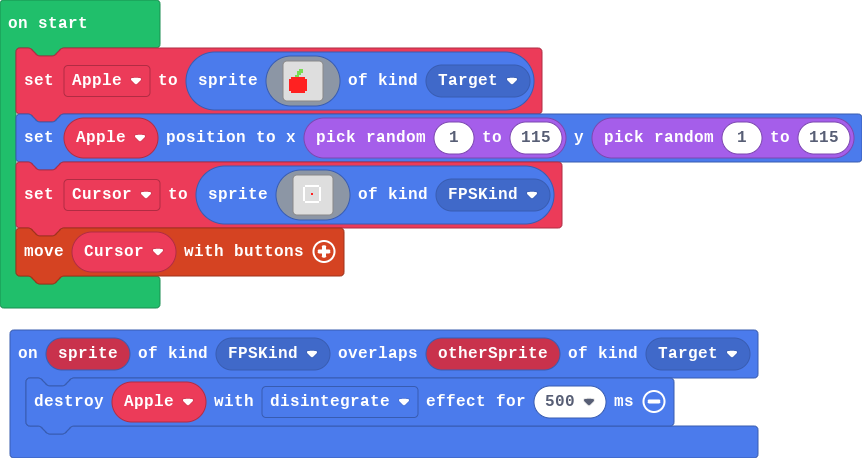 on start
set Apple to sprite of kind Target
set Apple position to x pick random 1 to 115 y pick random 1 to 115
set Cursor to sprite of kind FPSKind
move Cursor with buttons
on sprite of kind FPSKind overlaps otherSprite of kind Target
destroy Apple with disintegrate effect for 500 ms